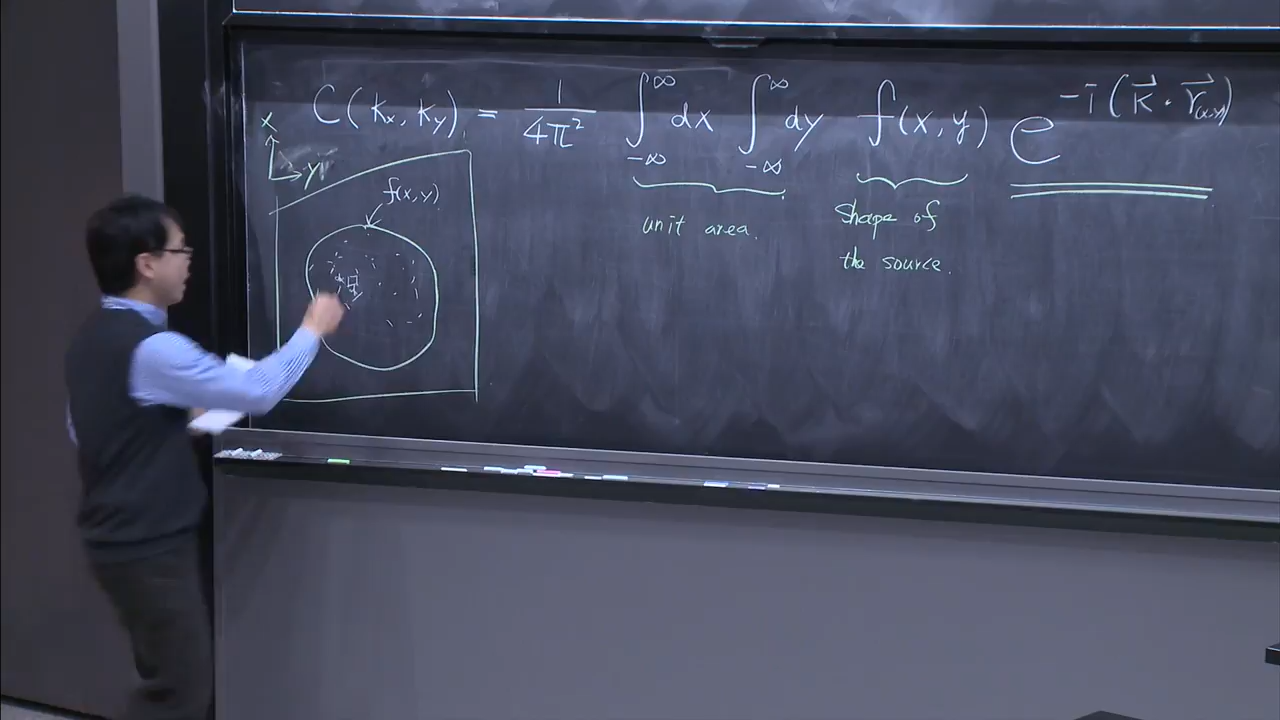 C(kx, ky) = 1/4π² ∫_{-∞}^{∞} dx ∫_{-∞}^{∞} dy f(x, y) e^{-i(k⃗ · r⃗(x,y))}
x
y
f(x, y)
unit area.
Shape of
the source.